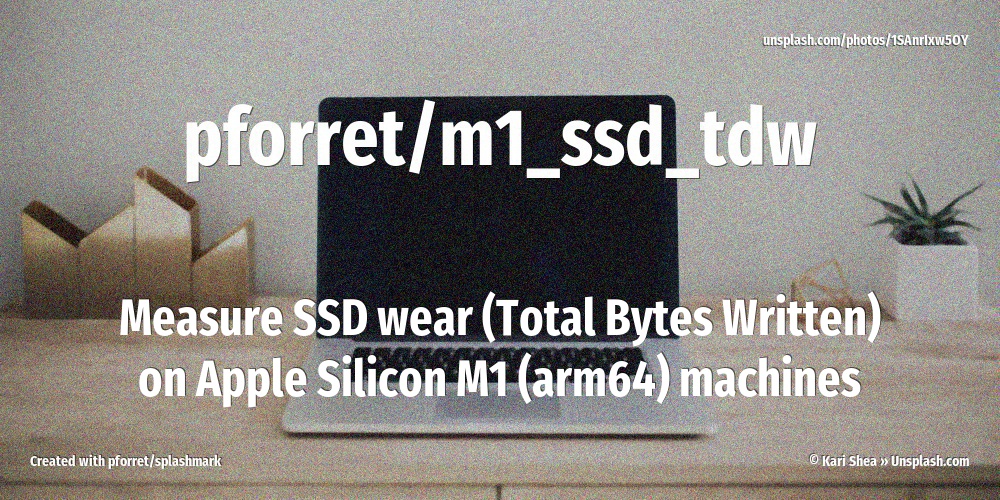 unsplash.com/photos/1SAnrIxw5OY
pforret/m1_ssd_tdw
Measure SSD wear (Total Bytes Written)
on Apple Silicon M1 (arm64) machines
Created with pforret/splashmark
© Kari Shea » Unsplash.com